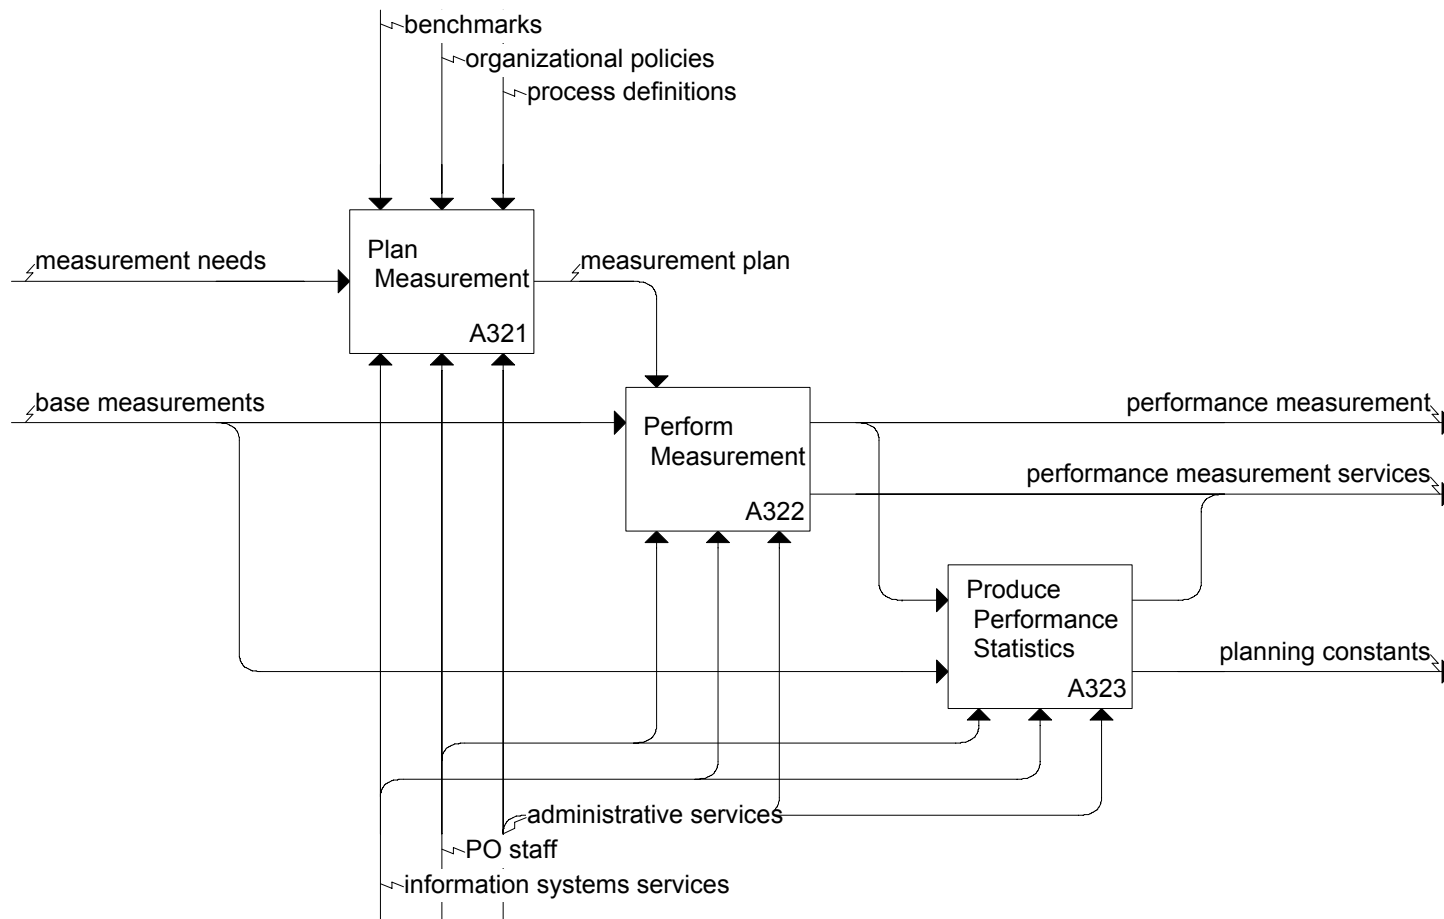 benchmarks
organizational policies
process definitions
measurement needs
Plan
Measurement
A321
measurement plan
base measurements
Perform
Measurement
A322
performance measurement
performance measurement services
Produce
Performance
Statistics
A323
planning constants
administrative services
PO staff
information systems services